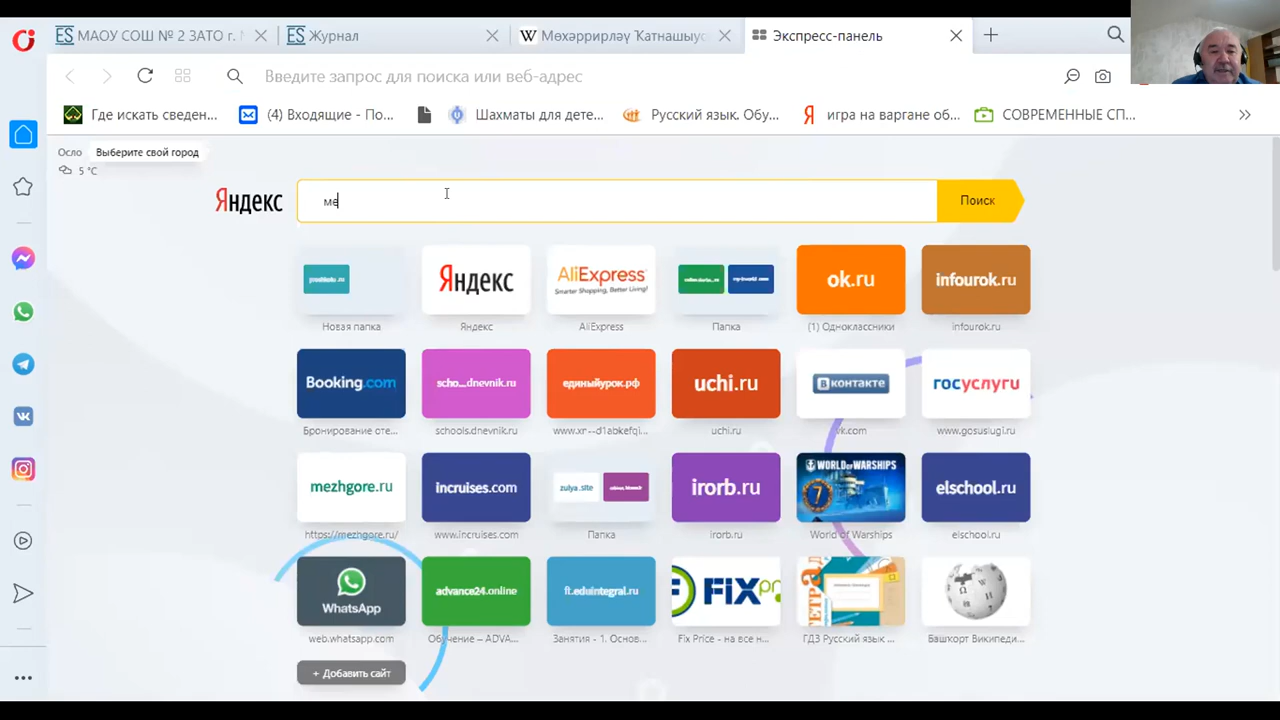 МАОУ СОШ № 2 ЗАТО г.
Журнал
Мөхәррирләү
Экспресс-панель
Введите запрос для поиска или веб-адрес
Где искать сведен...
(4) Входящие - По...
Шахматы для дете...
Русский язык. Обу...
игра на варгане об...
СОВРЕМЕННЫЕ СП...
Осло
Выберите свой город
5 °C
Яндекс
ме
Поиск
Яндекс
AliExpress
Smarter Shopping, Better Living!
ok.ru
infourok.ru
Новая папка
Яндекс
AliExpress
Папка
(1) Одноклассники
infourok.ru
Booking.com
scho...dnevnik.ru
единыйурок.рф
uchi.ru
Вконтакте
госуслуги
Бронирование оте...
schools.dnevnik.ru
uchi.ru
vk.com
www.gosuslugi.ru
mezhgore.ru
incruises.com
zulya.site
irorb.ru
WORLD OF WARSHIPS
7
elschool.ru
https://mezhgore.ru/
www.incruises.com
Папка
irorb.ru
World of Warships
elschool.ru
WhatsApp
advance24.online
ft.eduintegral.ru
FiX
web.whatsapp.com
Обучение – ADVA...
Занятия - 1. Основ...
Fix Price - на все н...
ГДЗ Русский язык ...
Башкорт Википеди...
+ Добавить сайт